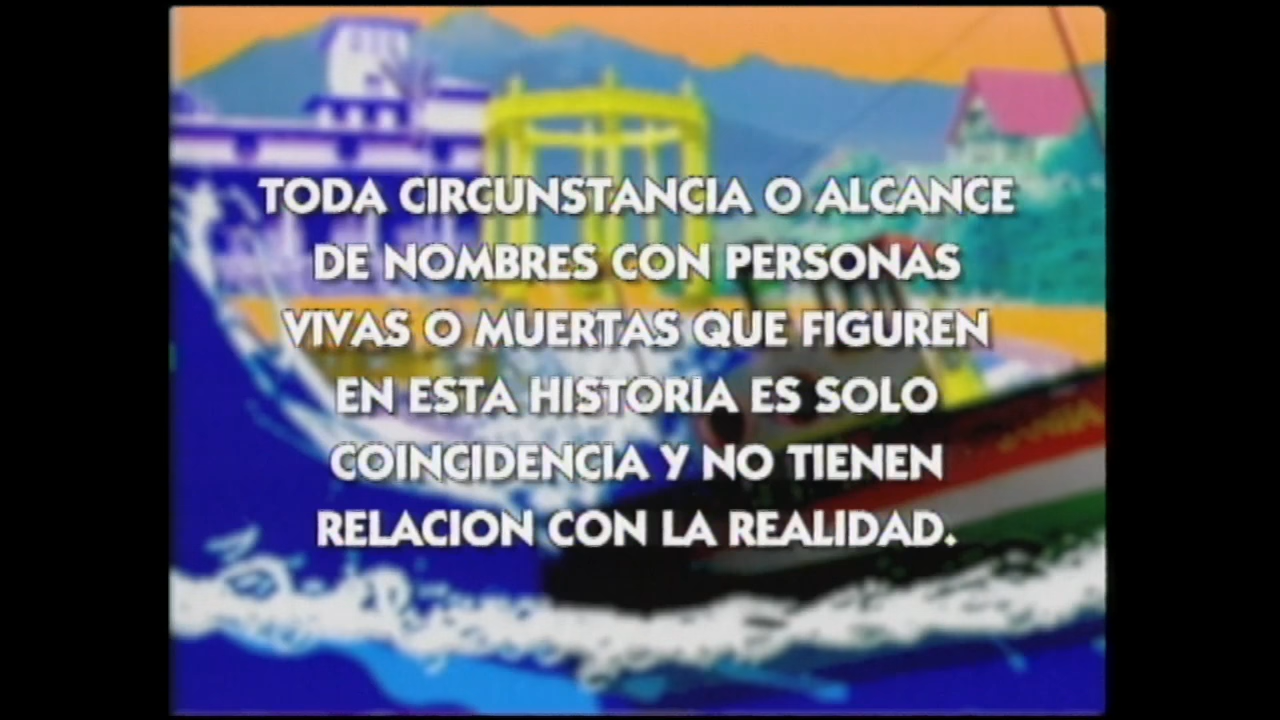 TODA CIRCUNSTANCIA O ALCANCE
DE NOMBRES CON PERSONAS
VIVAS O MUERTAS QUE FIGUREN
EN ESTA HISTORIA ES SOLO
COINCIDENCIA Y NO TIENEN
RELACION CON LA REALIDAD.